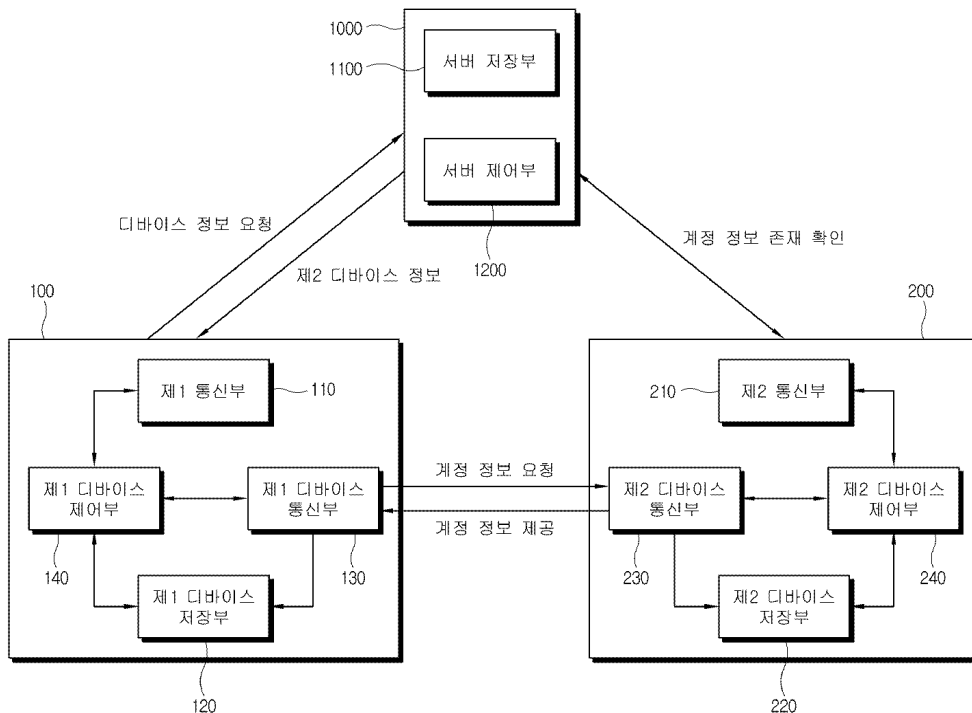 1000
서버 저장부
1100
서버 제어부
1200
디바이스 정보 요청
제2 디바이스 정보
계정 정보 존재 확인
100
200
제1 통신부
110
210
제2 통신부
제1 디바이스
제어부
140
제1 디바이스
통신부
130
계정 정보 요청
계정 정보 제공
제2 디바이스
통신부
230
제2 디바이스
제어부
240
제1 디바이스
저장부
120
제2 디바이스
저장부
220